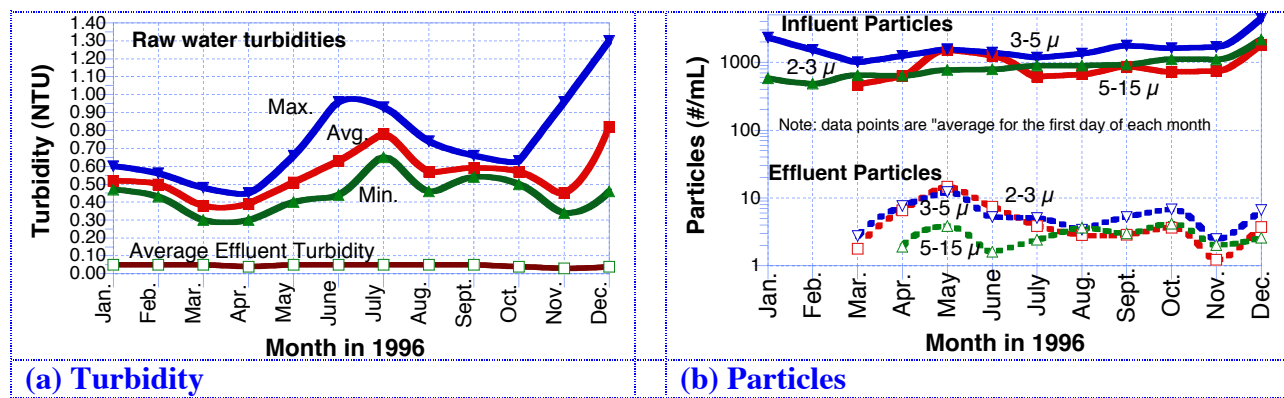 Turbidity (NTU)
1.40
1.30
1.20
1.10
1.00
0.90
0.80
0.70
0.60
0.50
0.40
0.30
0.20
0.10
0.00
Raw water turbidities
Max.
Avg.
Min.
Average Effluent Turbidity
Jan.
Feb.
Mar.
Apr.
May
June
July
Aug.
Sept.
Oct.
Nov.
Dec.
Month in 1996
(a) Turbidity
Particles (#/mL)
1000
100
10
1
Influent Particles
3-5 µ
2-3 µ
5-15 µ
Note: data points are "average for the first day of each month
Effluent Particles
2-3 µ
3-5 µ
5-15 µ
Jan.
Feb.
Mar.
Apr.
May
June
July
Aug.
Sept.
Oct.
Nov.
Dec.
Month in 1996
(b) Particles